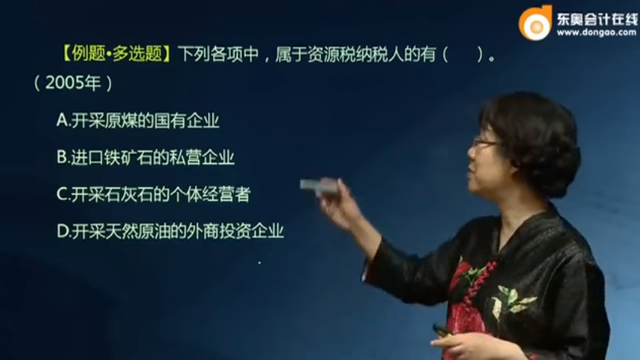 东奥会计在线
www.dongao.com
【例题•多选题】下列各项中，属于资源税纳税人的有（　　）。
（2005年）
A.开采原煤的国有企业
B.进口铁矿石的私营企业
C.开采石灰石的个体经营者
D.开采天然原油的外商投资企业